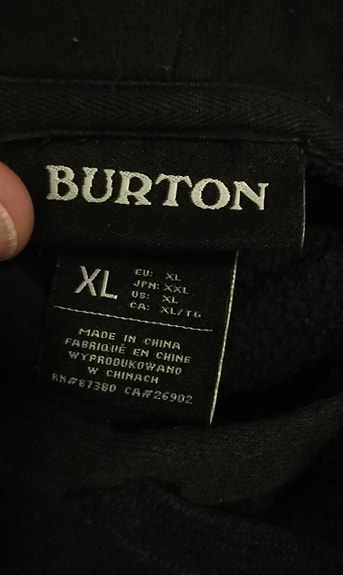 BURTON
XL
EU: XL
JPN: XXL
US: XL
CA: XL/TG
MADE IN CHINA
FABRIQUÉ EN CHINE
WYPRODUKOWANO
W CHINACH
RN#87380 CA#26902